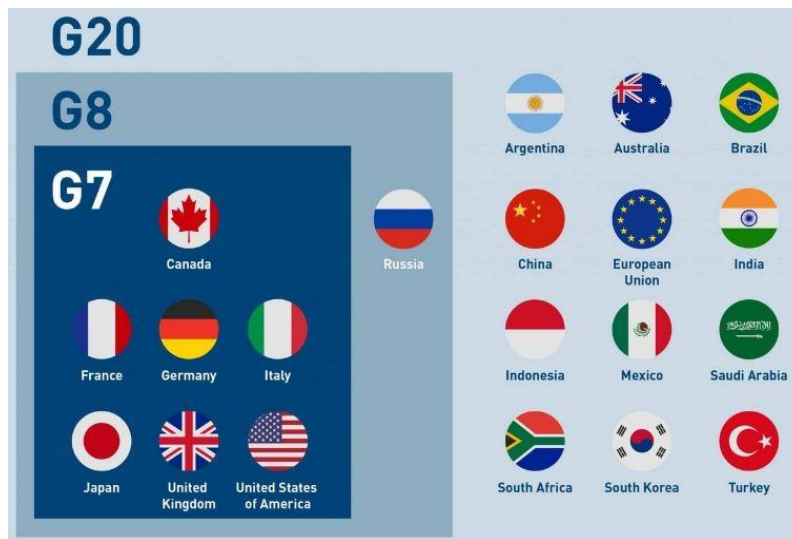 G20
G8
G7
Canada
France
Germany
Italy
Japan
United
Kingdom
United States
of America
Russia
Argentina
Australia
Brazil
China
European
Union
India
Indonesia
Mexico
Saudi Arabia
South Africa
South Korea
Turkey